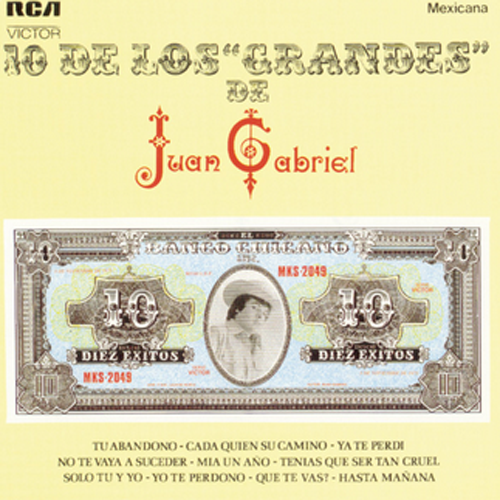 RCA Mexicana
VICTOR
10 DE LOS "GRANDES"
DE
Juan Gabriel
EL
MKS-2049
10 10
DIEZ EXITOS DIEZ EXITOS
MKS-2049
TU ABANDONO - CADA QUIEN SU CAMINO - YA TE PERDI
NO TE VAYA A SUCEDER - MIA UN AÑO - TENIAS QUE SER TAN CRUEL
SOLO TU Y YO - YO TE PERDONO - QUE TE VAS? - HASTA MAÑANA